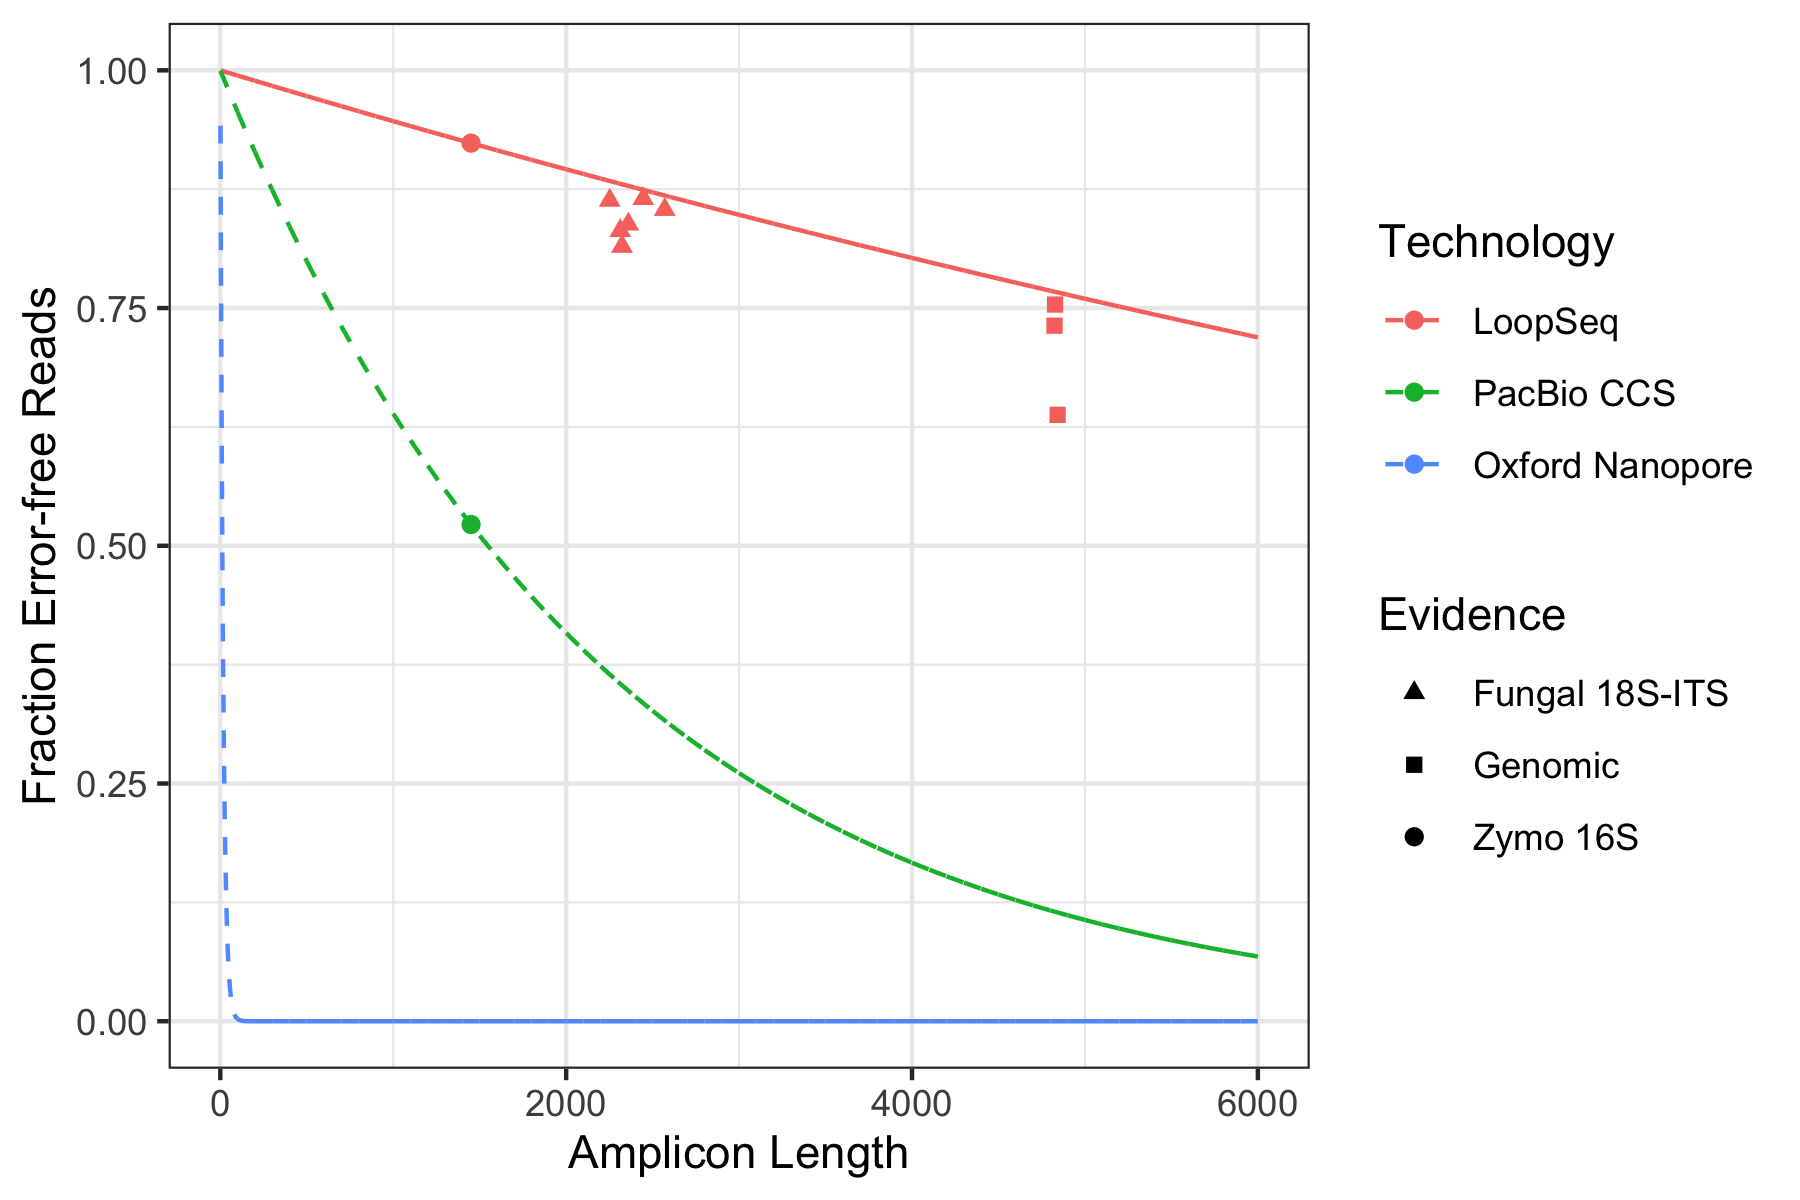 1.00
0.75
0.50
0.25
0.00
Fraction Error-free Reads
0
2000
4000
6000
Amplicon Length
Technology
LoopSeq
PacBio CCS
Oxford Nanopore
Evidence
Fungal 18S-ITS
Genomic
Zymo 16S